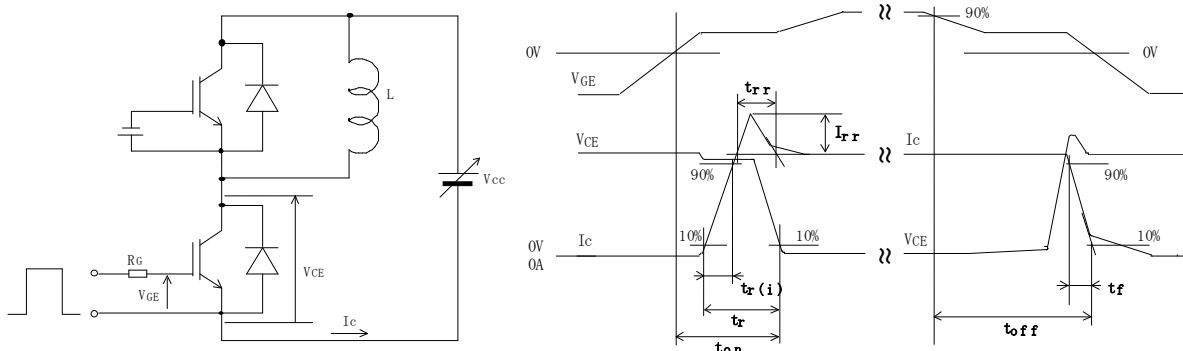 L
Vcc
RG
VGE
VCE
Ic
0V
VGE
trr
Irr
VCE
90%
Ic
0V
0A
10%
10%
tr(i)
tr
ton
90%
0V
Ic
90%
VCE
10%
tf
toff